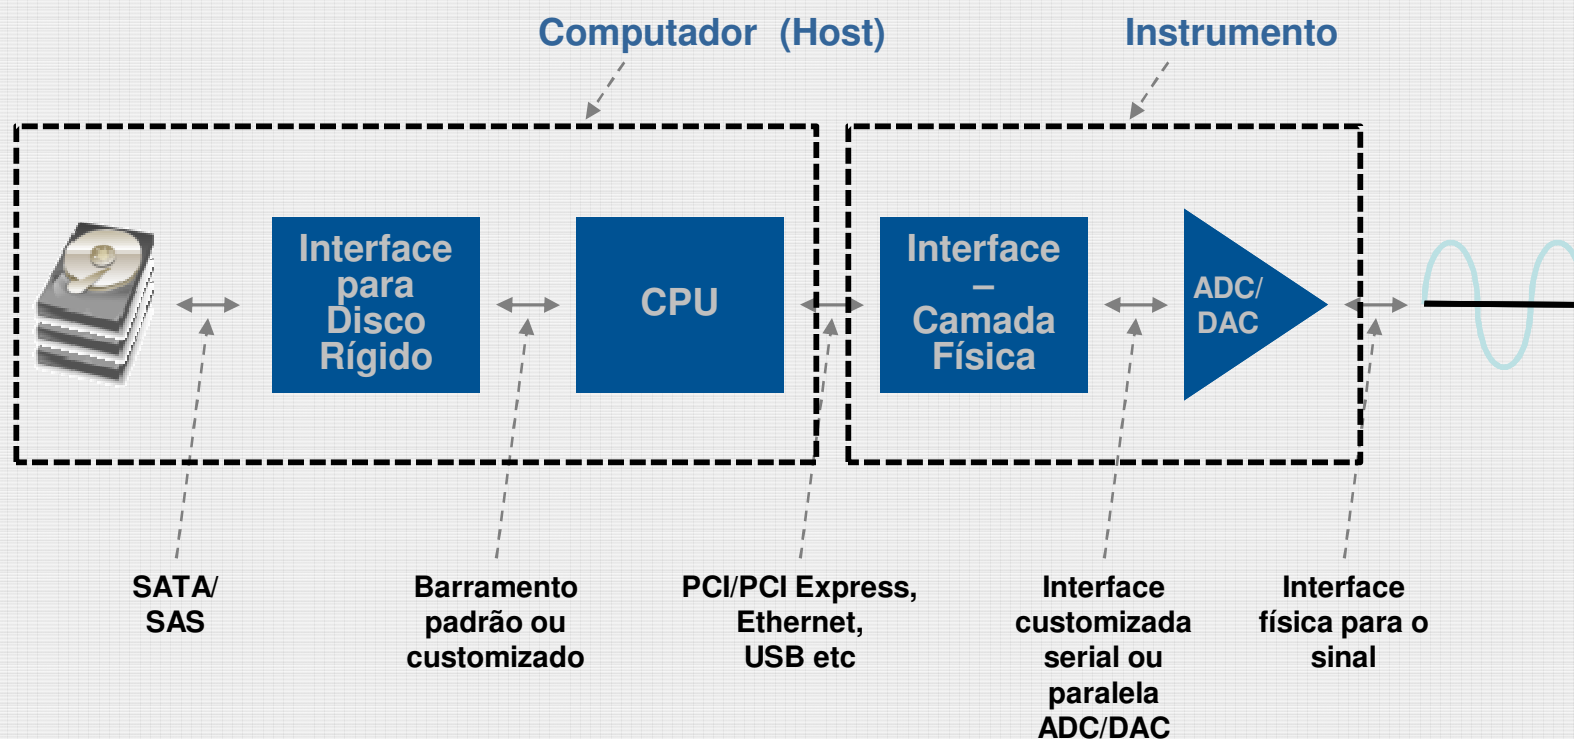 Computador (Host)
Instrumento
Interface
para
Disco
Rígido
CPU
Interface
–
Camada
Física
ADC/
DAC
SATA/
SAS
Barramento
padrão ou
customizado
PCI/PCI Express,
Ethernet,
USB etc
Interface
customizada
serial ou
paralela
ADC/DAC
Interface
física para o
sinal